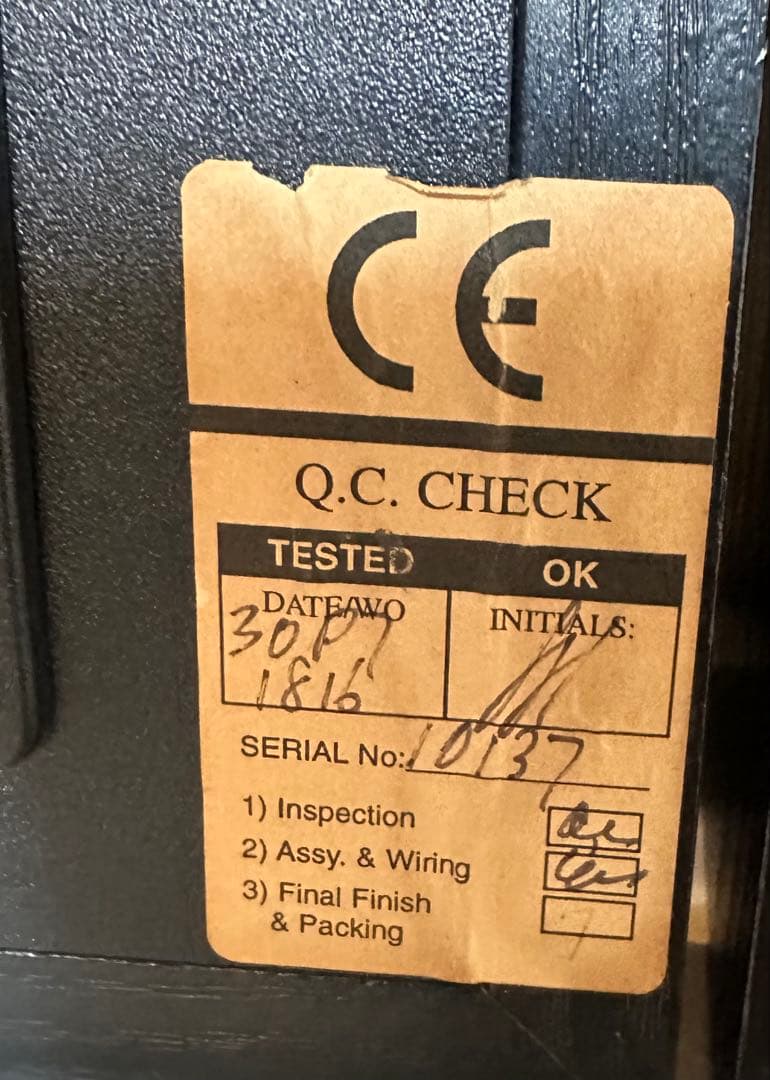 CE
Q.C. CHECK
TESTED OK
DATE/WO INITIALS:
1816
SERIAL No: 10137
1) Inspection
2) Assy. & Wiring
3) Final Finish
& Packing